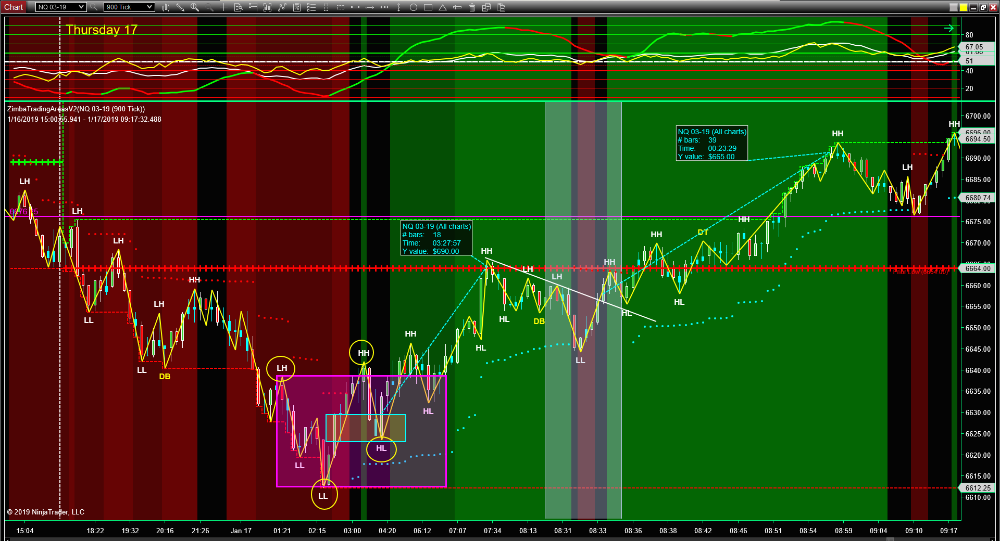 Chart
NQ 03-19
900 Tick
Thursday 17
80
67.05
61.68
51
40
20
ZimbaTradingAreasV2(NQ 03-19 (900 Tick))
1/16/2019 15:00:55.941 - 1/17/2019 09:17:32.488
6700.00
HH
NQ 03-19 (All charts)
# bars: 39
Time: 00:23:29
Y value: $665.00
HH
6696.00
6694.50
6690.00
LH
LH
6685.00
6680.74
6676.25
LH
HH
6675.00
NQ 03-19 (All charts)
# bars: 18
Time: 03:27:57
Y value: $690.00
LH
HH
DT
6670.00
HH
HH
LH
6664.00
Prior Low (6664.00)
HH
LH
6660.00
LH
HL
6655.00
LL
HL
DB
HL
6650.00
HH
HL
6645.00
HH
LL
6640.00
LH
LL
DB
6635.00
HL
6630.00
6625.00
HL
6620.00
LL
6615.00
6612.25
LL
6610.00
© 2019 NinjaTrader, LLC
15:04
18:22
19:32
20:16
21:26
Jan 17
01:21
02:15
03:00
04:20
06:12
07:07
07:34
08:13
08:31
08:33
08:36
08:38
08:42
08:46
08:51
08:54
08:59
09:04
09:10
09:17